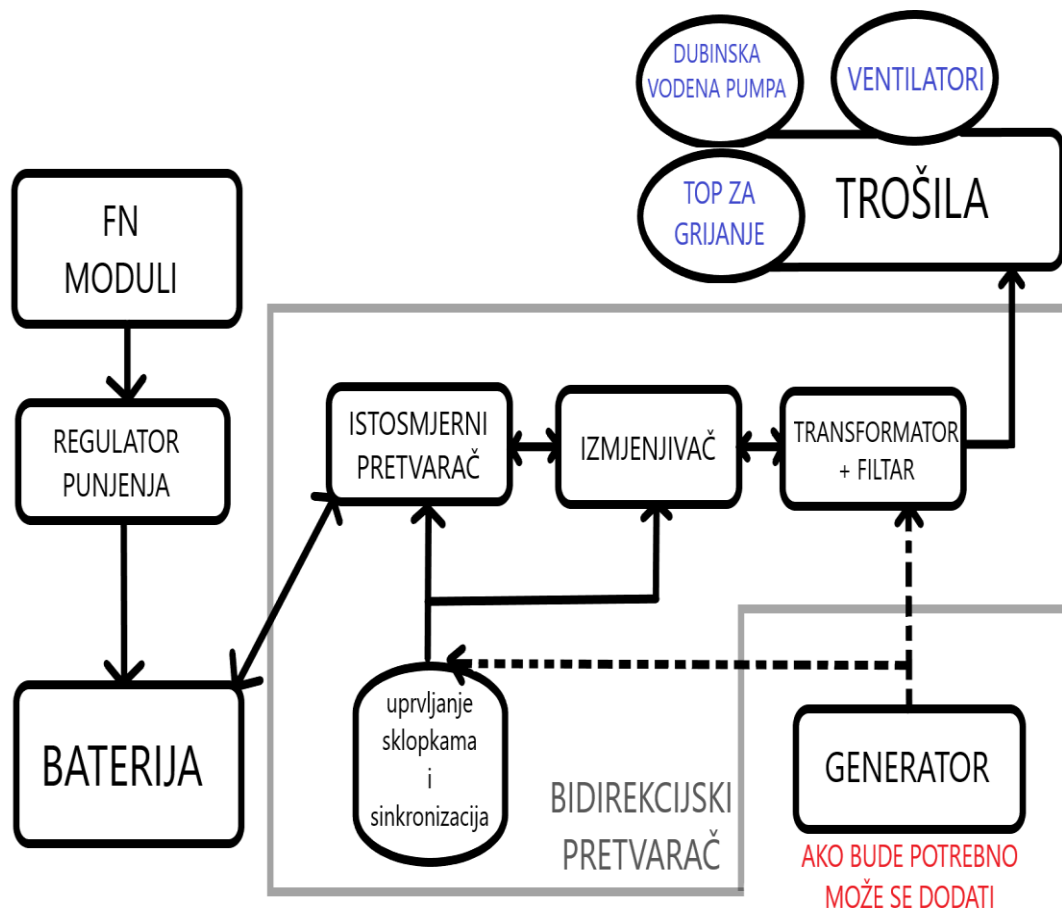 DUBINSKA
VODENA PUMPA
VENTILATORI
TOP ZA
GRIJANJE
TROŠILA
FN
MODULI
REGULATOR
PUNJENJA
BATERIJA
ISTOSMJERNI
PRETVARAČ
IZMJENJIVAČ
TRANSFORMATOR
+ FILTAR
uprvljanje
sklopkama
i
sinkronizacija
BIDIREKCIJSKI
PRETVARAČ
GENERATOR
AKO BUDE POTREBNO
MOŽE SE DODATI